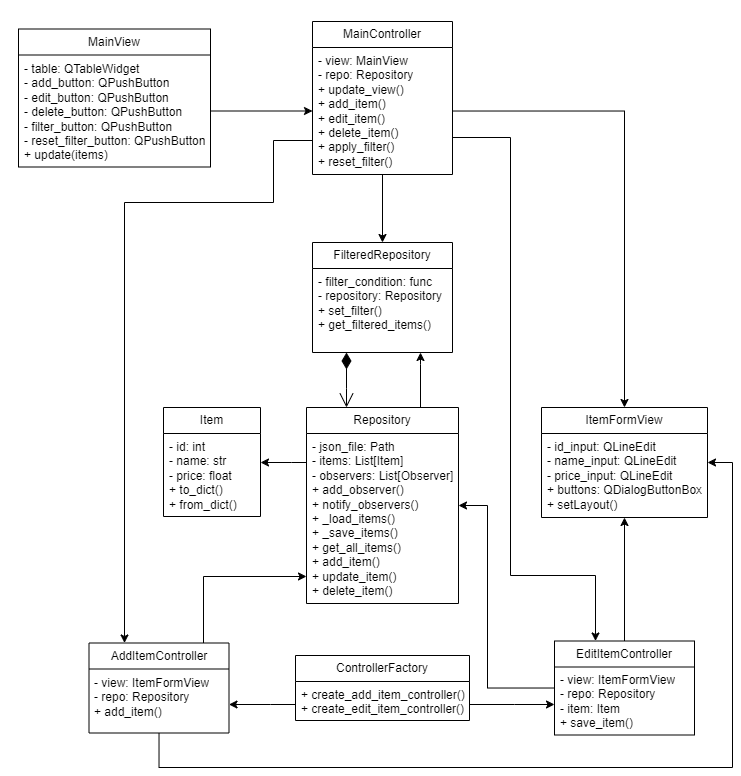 MainView
- table: QTableWidget
- add_button: QPushButton
- edit_button: QPushButton
- delete_button: QPushButton
- filter_button: QPushButton
- reset_filter_button: QPushButton
+ update(items)
MainController
- view: MainView
- repo: Repository
+ update_view()
+ add_item()
+ edit_item()
+ delete_item()
+ apply_filter()
+ reset_filter()
FilteredRepository
- filter_condition: func
- repository: Repository
+ set_filter()
+ get_filtered_items()
Item
- id: int
- name: str
- price: float
+ to_dict()
+ from_dict()
Repository
- json_file: Path
- items: List[Item]
- observers: List[Observer]
+ add_observer()
+ notify_observers()
+ _load_items()
+ _save_items()
+ get_all_items()
+ add_item()
+ update_item()
+ delete_item()
ItemFormView
- id_input: QLineEdit
- name_input: QLineEdit
- price_input: QLineEdit
+ buttons: QDialogButtonBox
+ setLayout()
AddItemController
- view: ItemFormView
- repo: Repository
+ add_item()
ControllerFactory
+ create_add_item_controller()
+ create_edit_item_controller()
EditItemController
- view: ItemFormView
- repo: Repository
- item: Item
+ save_item()